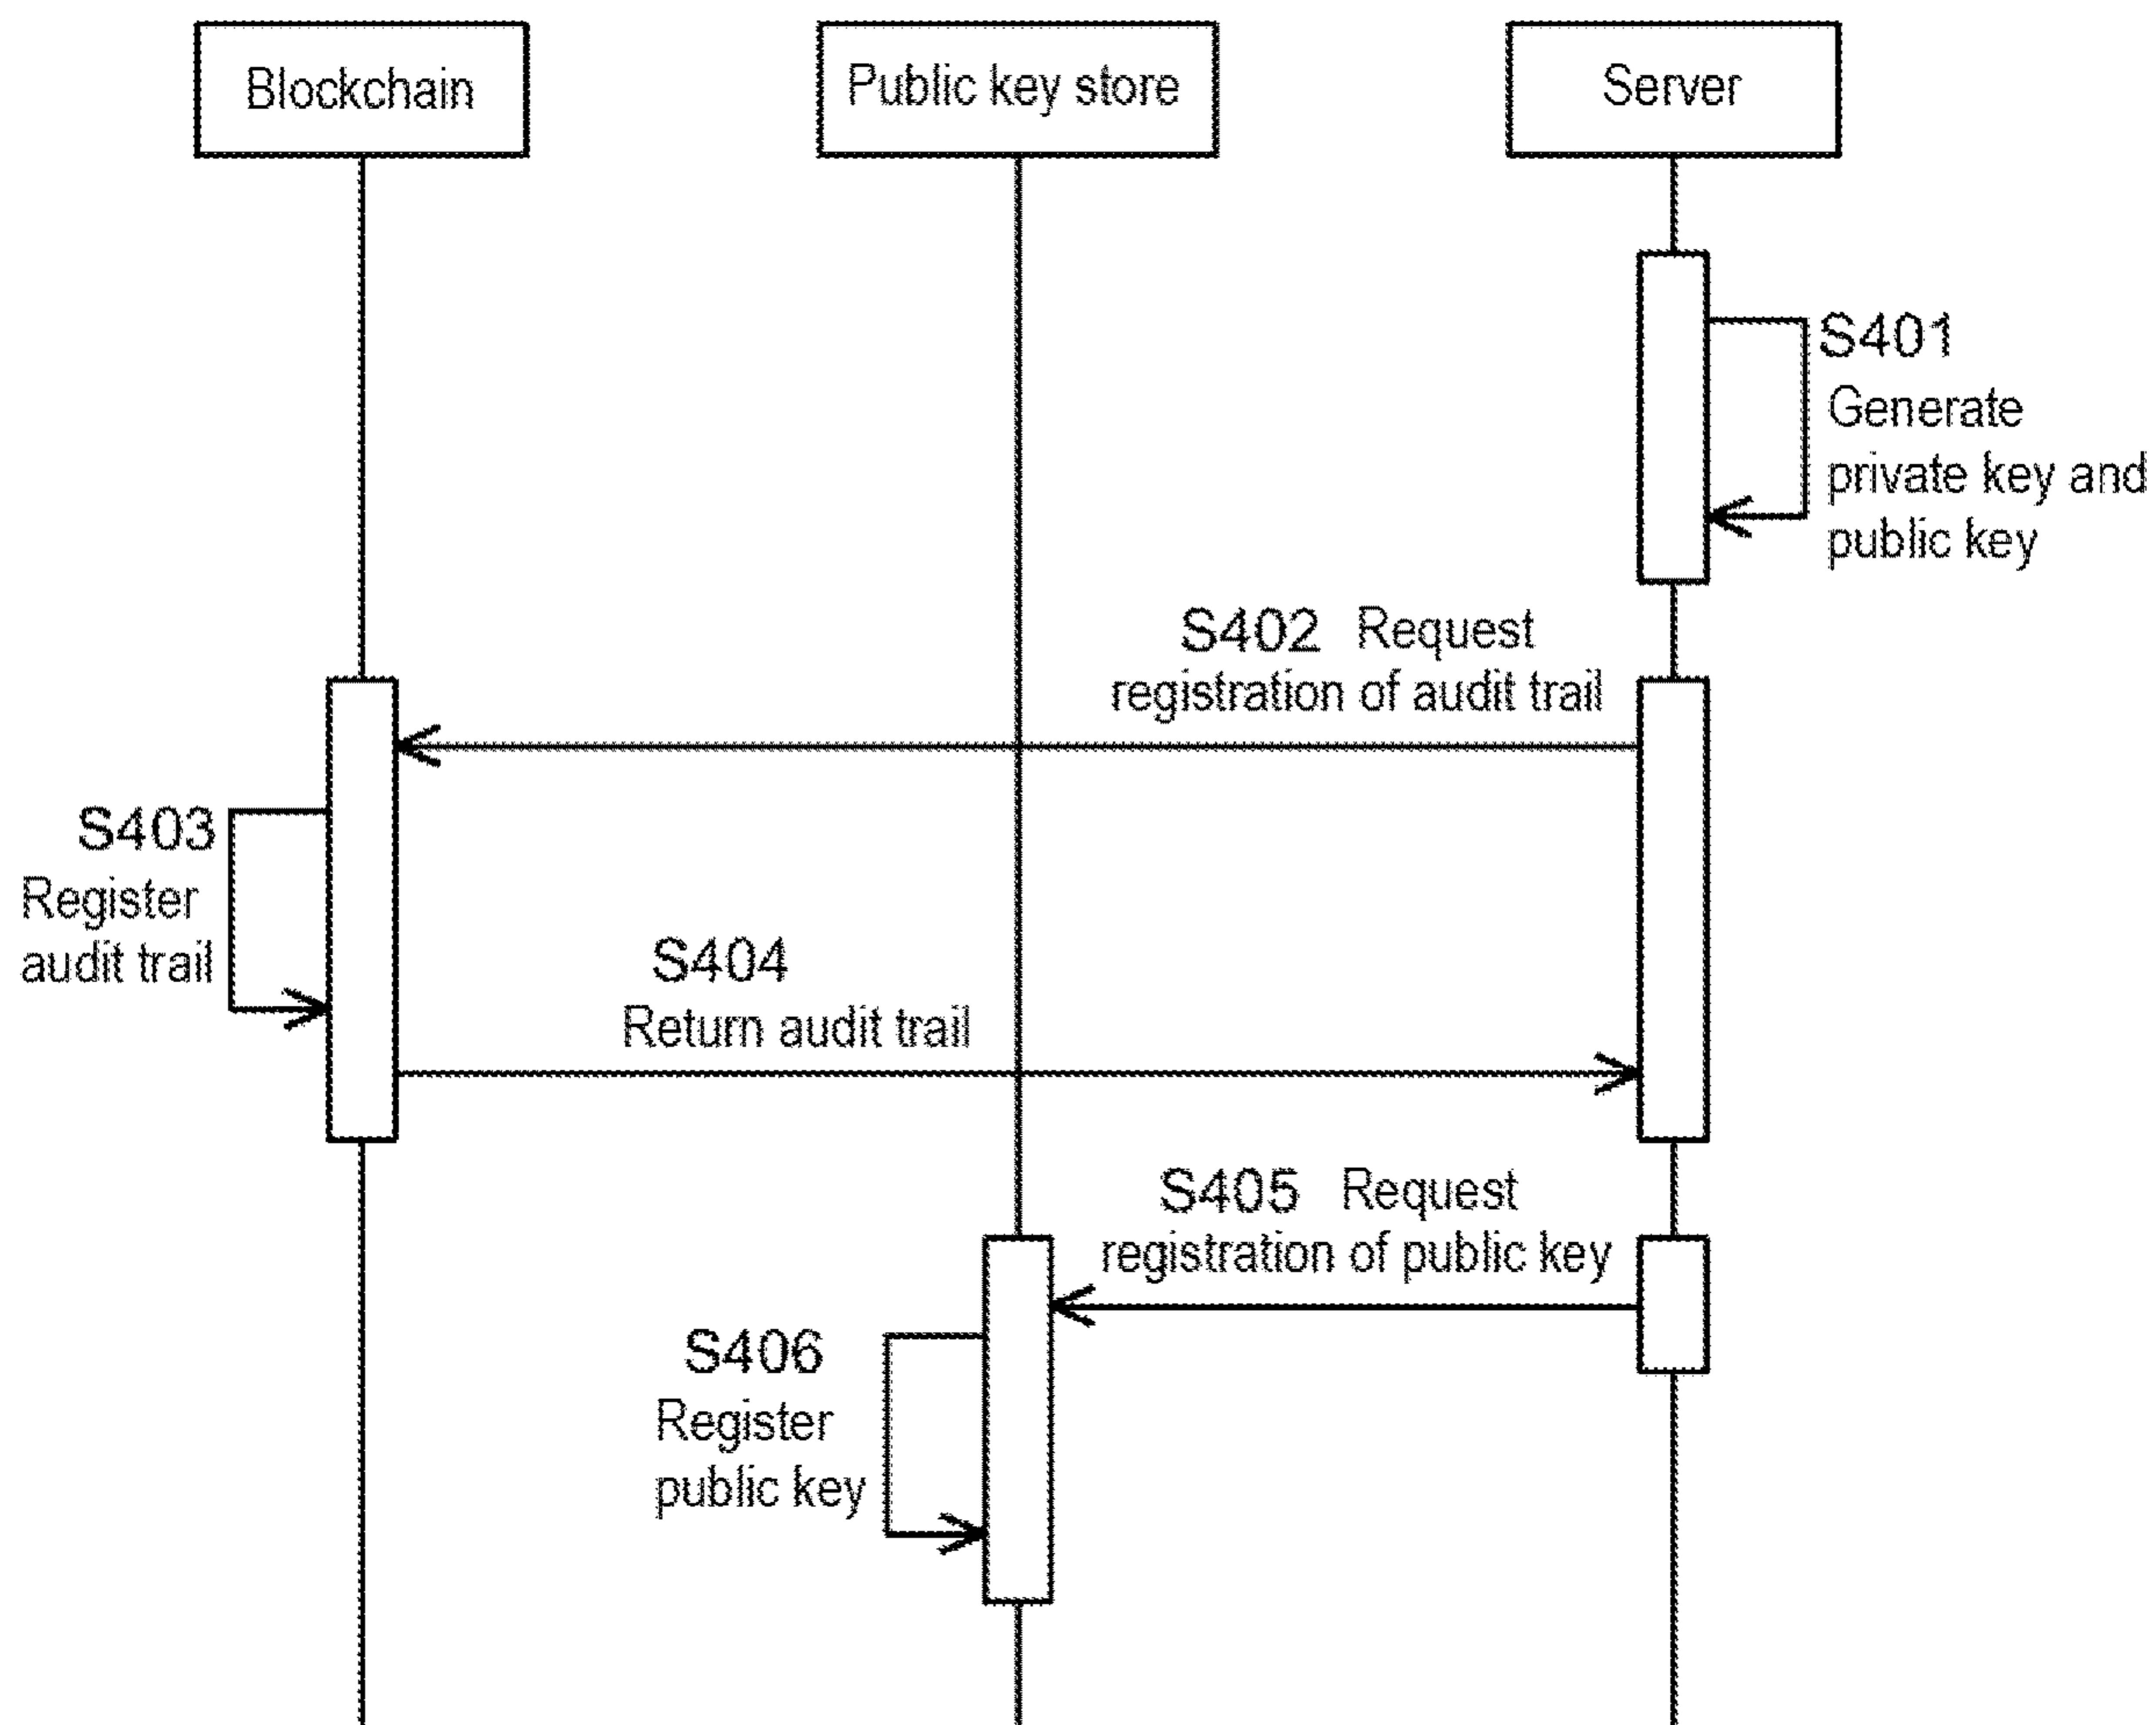 Blockchain
Public key store
Server
S401
Generate
private key and
public key
S402 Request
registration of audit trail
S403
Register
audit trail
S404
Return audit trail
S405 Request
registration of public key
S406
Register
public key